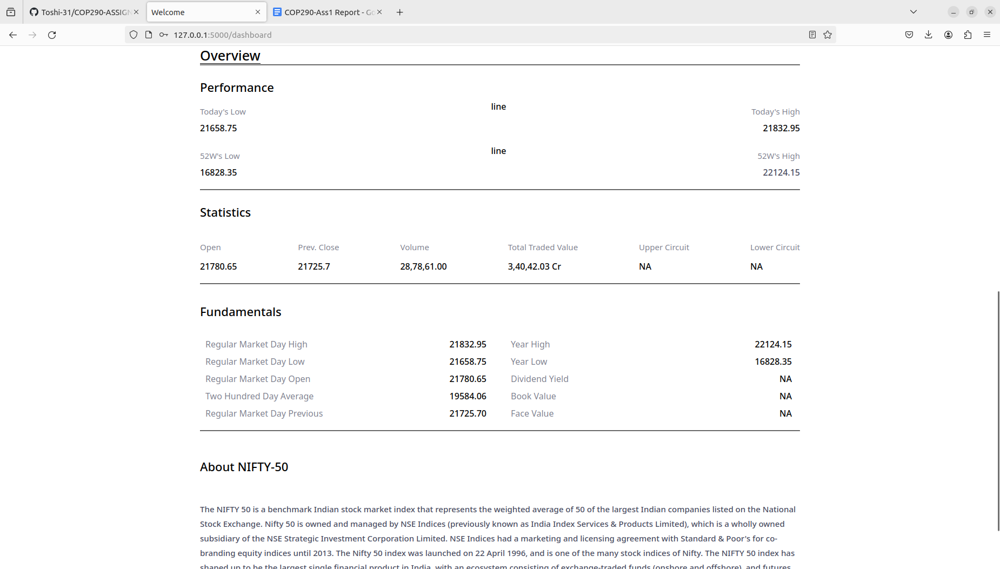 Toshi-31/COP290-ASSIGN
Welcome
COP290-Ass1 Report - Go
127.0.0.1:5000/dashboard
Overview
Performance
line
Today's Low Today's High
21658.75 21832.95
line
52W's Low 52W's High
16828.35 22124.15
Statistics
Open Prev. Close Volume Total Traded Value Upper Circuit Lower Circuit
21780.65 21725.7 28,78,61.00 3,40,42.03 Cr NA NA
Fundamentals
Regular Market Day High 21832.95 Year High 22124.15
Regular Market Day Low 21658.75 Year Low 16828.35
Regular Market Day Open 21780.65 Dividend Yield NA
Two Hundred Day Average 19584.06 Book Value NA
Regular Market Day Previous 21725.70 Face Value NA
About NIFTY-50
The NIFTY 50 is a benchmark Indian stock market index that represents the weighted average of 50 of the largest Indian companies listed on the National
Stock Exchange. Nifty 50 is owned and managed by NSE Indices (previously known as India Index Services & Products Limited), which is a wholly owned
subsidiary of the NSE Strategic Investment Corporation Limited. NSE Indices had a marketing and licensing agreement with Standard & Poor's for co-
branding equity indices until 2013. The Nifty 50 index was launched on 22 April 1996, and is one of the many stock indices of Nifty. The NIFTY 50 index has
shaped up to be the largest single financial product in India, with an ecosystem consisting of exchange-traded funds (onshore and offshore), and futures